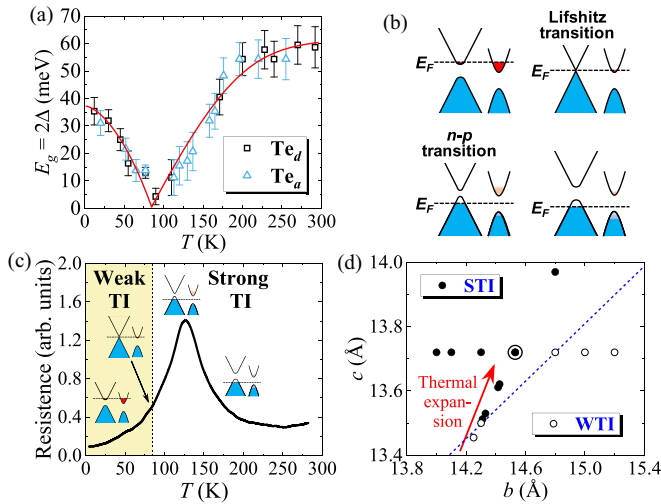 (a)
70
60
50
40
30
20
10
0
E_g = 2Δ (meV)
Te_d
Te_a
0 50 100 150 200 250 300
T (K)
(b)
Lifshitz
transition
E_F
n-p
transition
E_F
E_F
(c)
2.0
1.6
1.2
0.8
0.4
0.0
Resistence (arb. units)
Weak
TI
Strong
TI
0 50 100 150 200 250 300
T (K)
(d)
14.0
13.8
13.6
13.4
c (Å)
STI
Thermal
expan-
sion
WTI
13.8 14.2 14.6 15.0 15.4
b (Å)